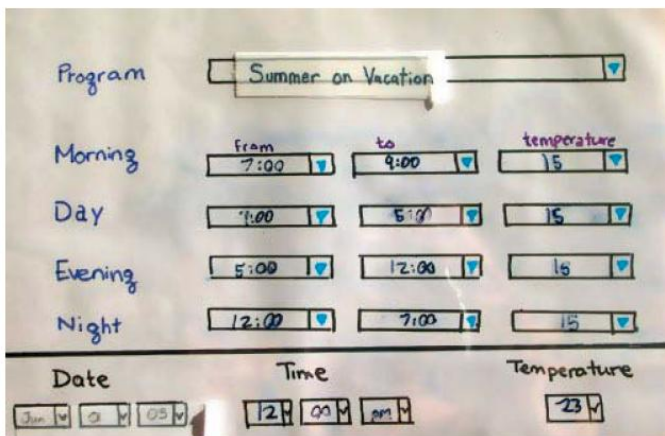 Program Summer on Vacation
from to temperature
Morning 7:00 9:00 15
Day 9:00 5:00 15
Evening 5:00 12:00 15
Night 12:00 7:00 15
Date Time Temperature
Jun 03 12 00 23